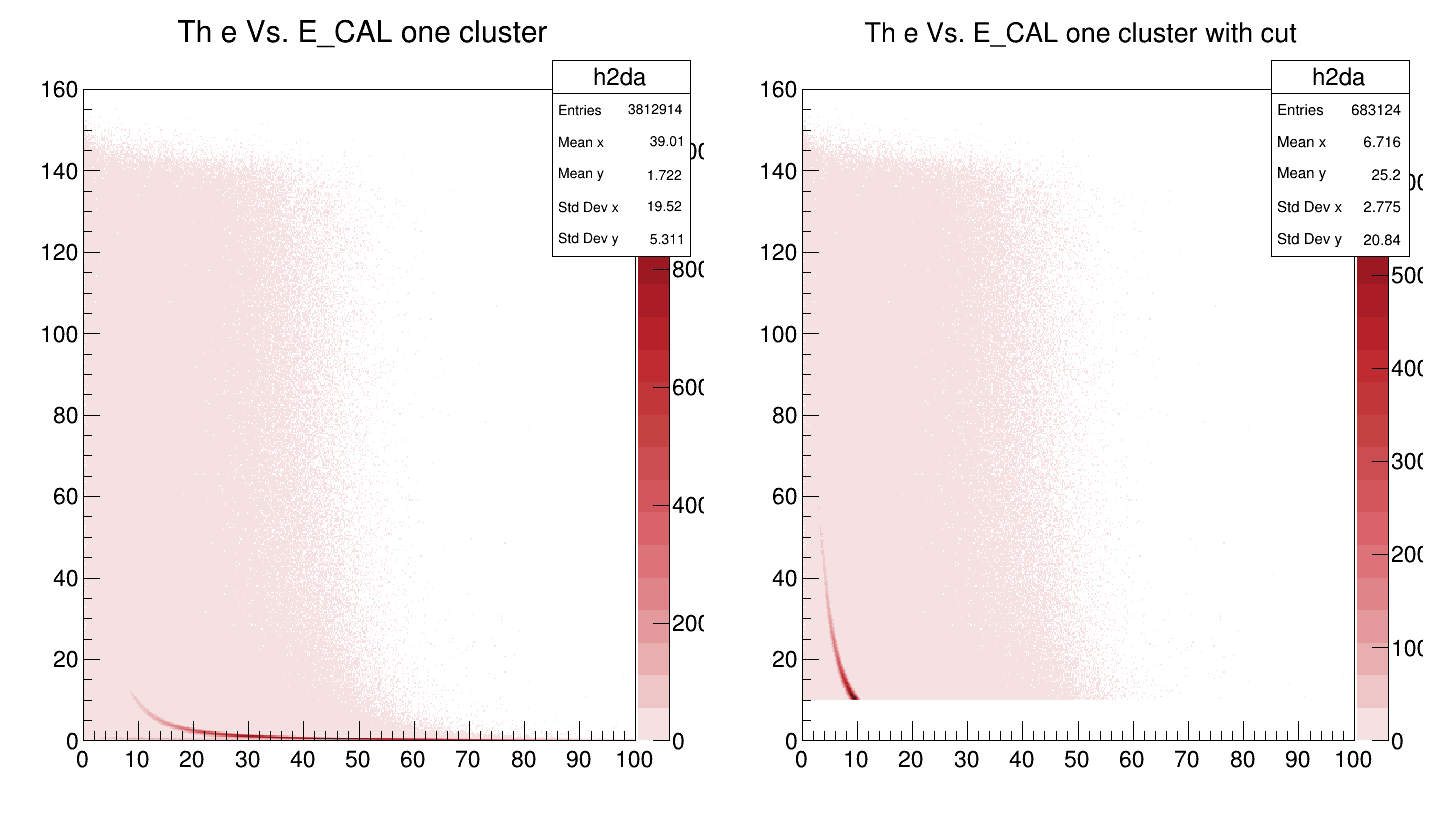 Th e Vs. E_CAL one cluster
h2da
Entries 3812914
Mean x 39.01
Mean y 1.722
Std Dev x 19.52
Std Dev y 5.311
160
140
120
100
80
60
40
20
0
0 10 20 30 40 50 60 70 80 90 100
800
600
400
200
0
Th e Vs. E_CAL one cluster with cut
h2da
Entries 683124
Mean x 6.716
Mean y 25.2
Std Dev x 2.775
Std Dev y 20.84
160
140
120
100
80
60
40
20
0
0 10 20 30 40 50 60 70 80 90 100
500
400
300
200
100
0